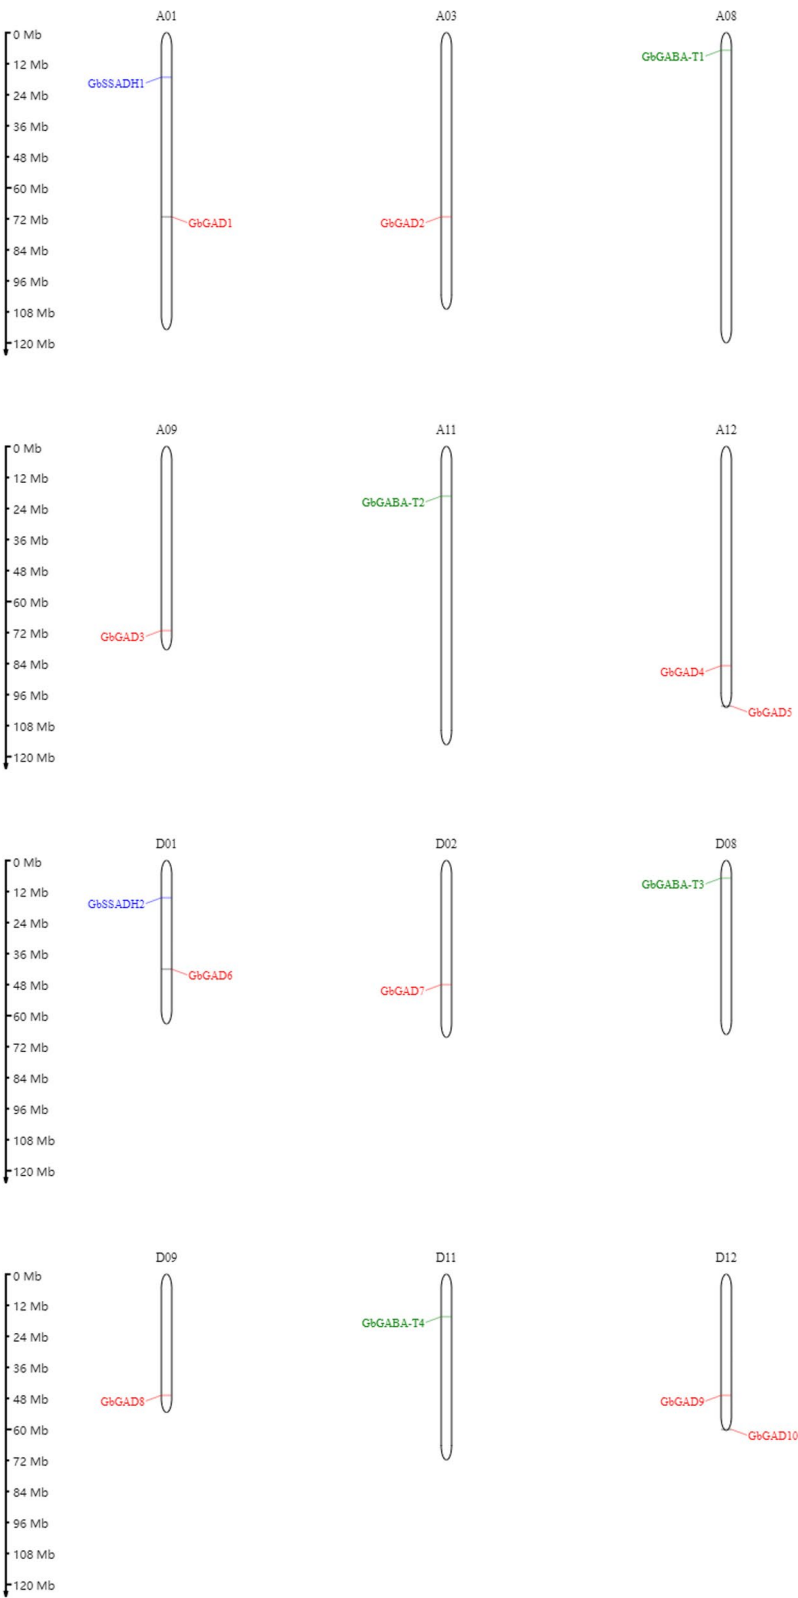 A01 A03 A08
0 Mb
GbGABA-T1
12 Mb
GbSSADH1
24 Mb
36 Mb
48 Mb
60 Mb
72 Mb
GbGAD1 GbGAD2
84 Mb
96 Mb
108 Mb
120 Mb
A09 A11 A12
0 Mb
12 Mb
GbGABA-T2
24 Mb
36 Mb
48 Mb
60 Mb
72 Mb
GbGAD3
84 Mb
GbGAD4
96 Mb
GbGAD5
108 Mb
120 Mb
D01 D02 D08
0 Mb
GbGABA-T3
12 Mb
GbSSADH2
24 Mb
36 Mb
GbGAD6
48 Mb
GbGAD7
60 Mb
72 Mb
84 Mb
96 Mb
108 Mb
120 Mb
D09 D11 D12
0 Mb
12 Mb
GbGABA-T4
24 Mb
36 Mb
48 Mb
GbGAD8 GbGAD9
60 Mb
GbGAD10
72 Mb
84 Mb
96 Mb
108 Mb
120 Mb